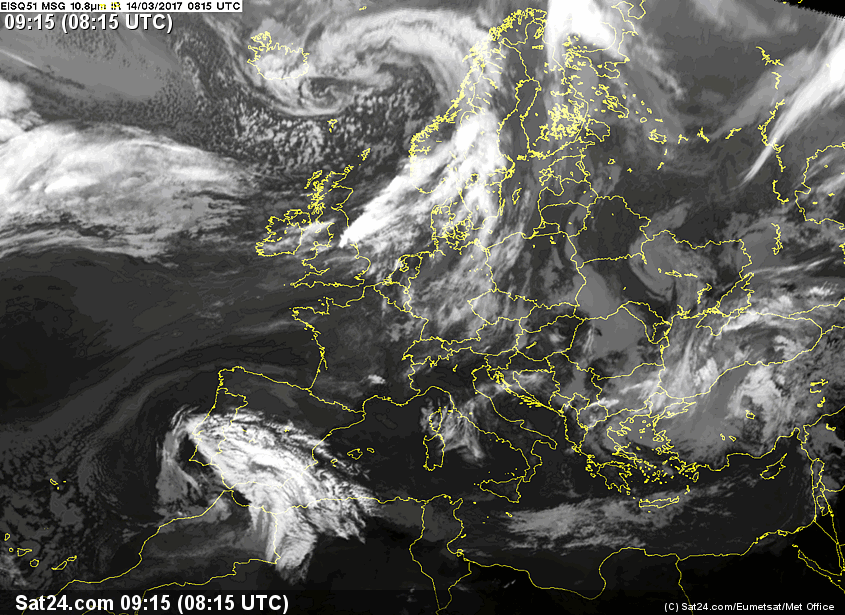 EISQ51 MSG 10.8µm IR 14/03/2017 0815 UTC
09:15 (08:15 UTC)
Sat24.com 09:15 (08:15 UTC)
(C) Sat24.com/Eumetsat/Met Office